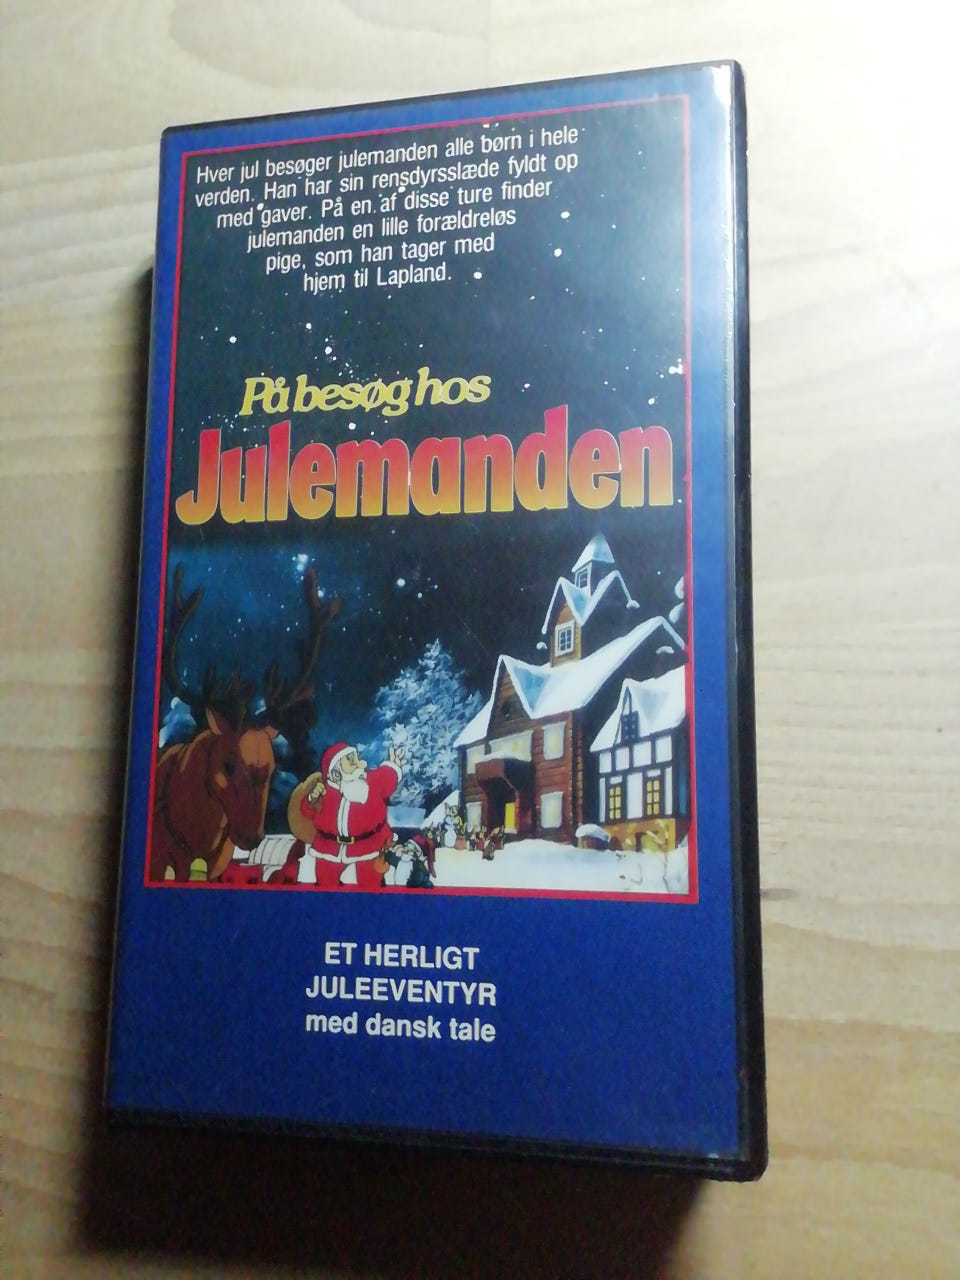 Hver jul besøger julemanden alle børn i hele
verden. Han har sin rensdyrsslæde fyldt op
med gaver. På en af disse ture finder
julemanden en lille forældreløs
pige, som han tager med
hjem til Lapland.
På besøg hos
Julemanden
ET HERLIGT
JULEEVENTYR
med dansk tale